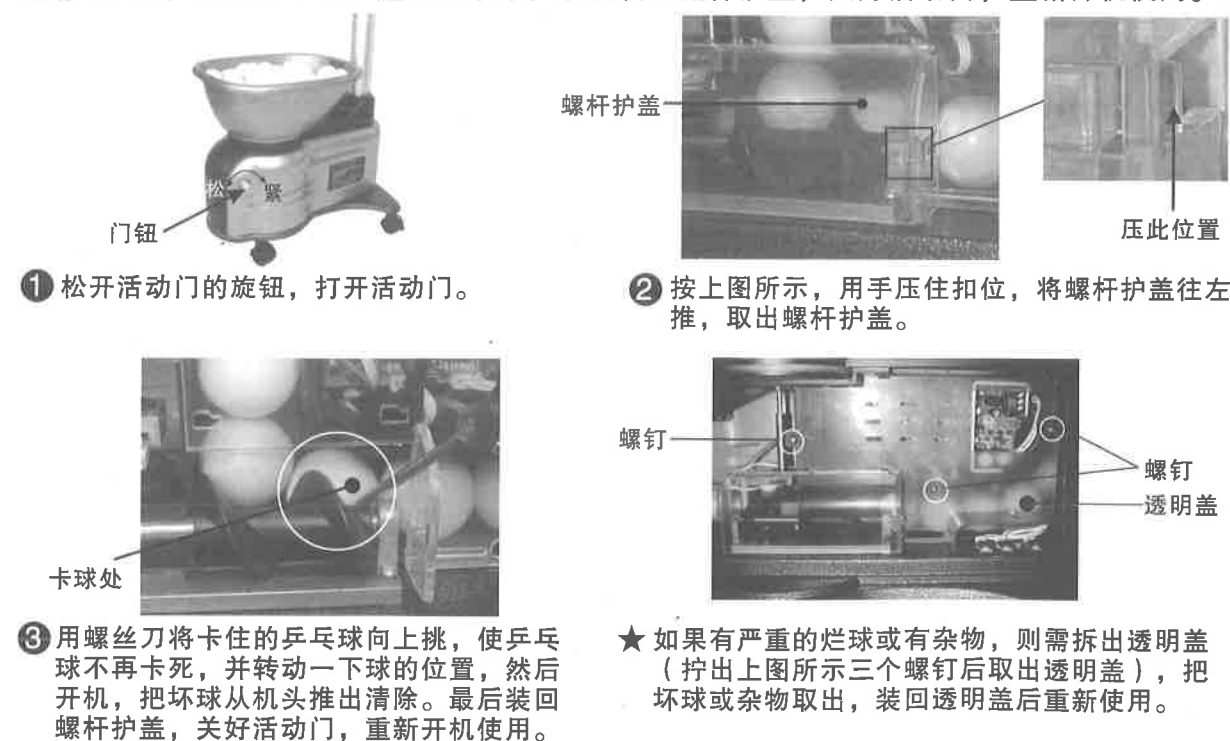 螺杆护盖
松
紧
门钮
压此位置
❶ 松开活动门的旋钮，打开活动门。
❷ 按上图所示，用手压住扣位，将螺杆护盖往左
推，取出螺杆护盖。
螺钉
螺钉
透明盖
卡球处
❸ 用螺丝刀将卡住的乒乓球向上挑，使乒乓
球不再卡死，并转动一下球的位置，然后
开机，把坏球从机头推出清除。最后装回
螺杆护盖，关好活动门，重新开机使用。
★ 如果有严重的烂球或有杂物，则需拆出透明盖
（拧出上图所示三个螺钉后取出透明盖），把
坏球或杂物取出，装回透明盖后重新使用。